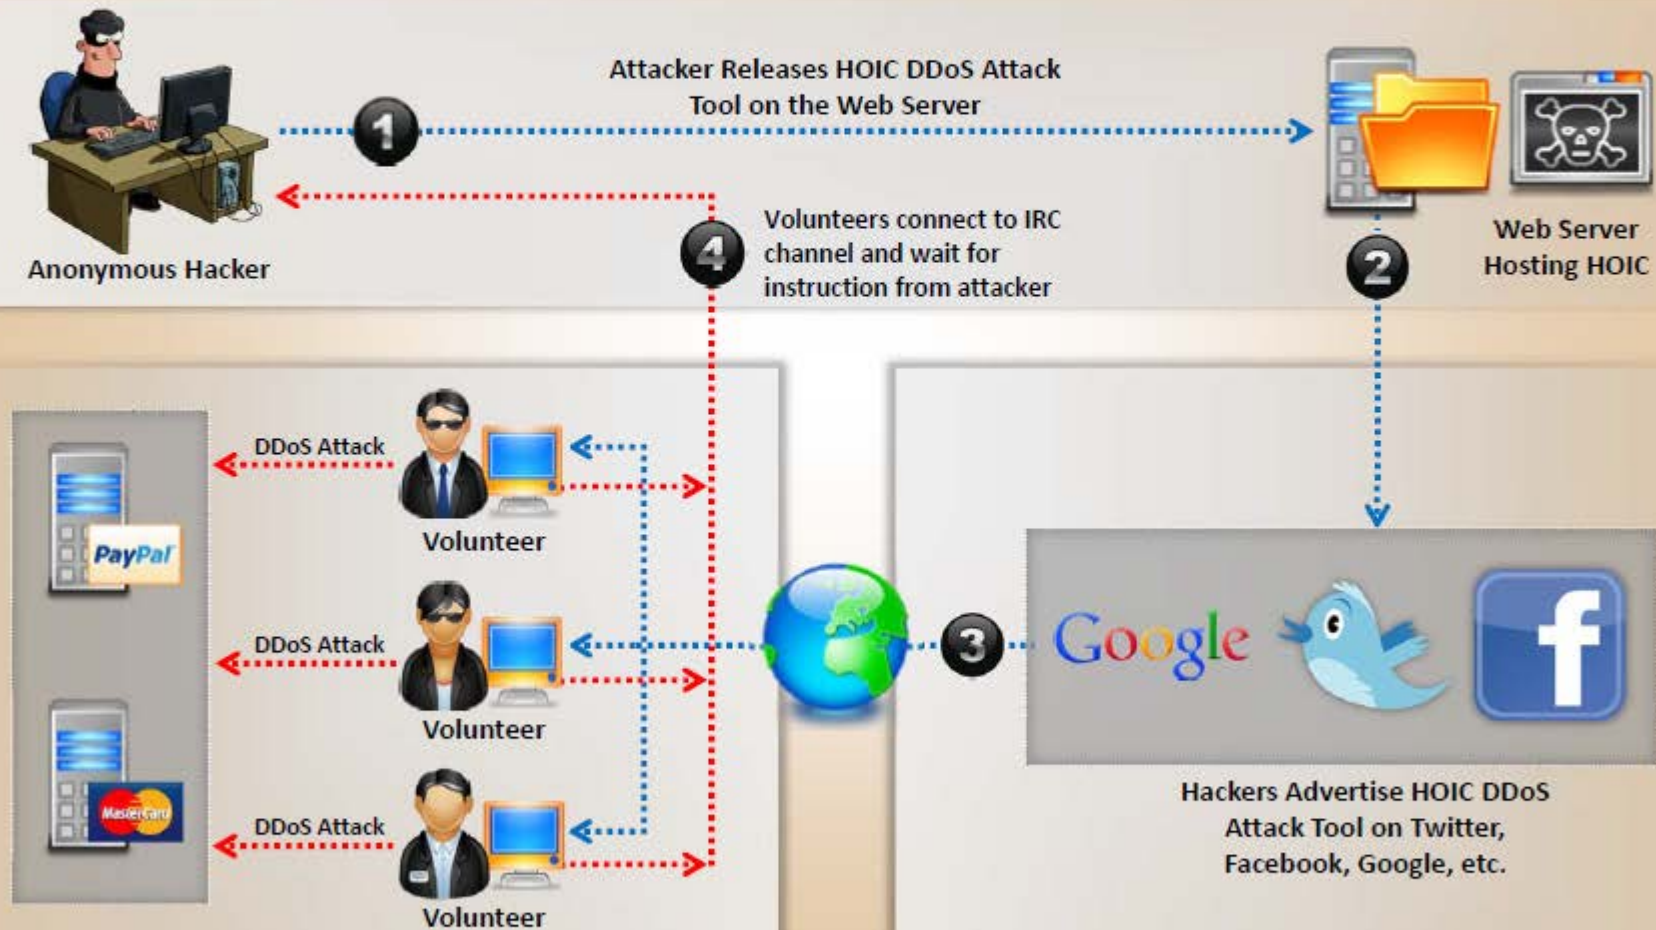 Attacker Releases HOIC DDoS Attack
Tool on the Web Server
1
Anonymous Hacker
4
Volunteers connect to IRC
channel and wait for
instruction from attacker
2
Web Server
Hosting HOIC
DDoS Attack
Volunteer
PayPal
DDoS Attack
Volunteer
3
Google
f
MasterCard
DDoS Attack
Volunteer
Hackers Advertise HOIC DDoS
Attack Tool on Twitter,
Facebook, Google, etc.